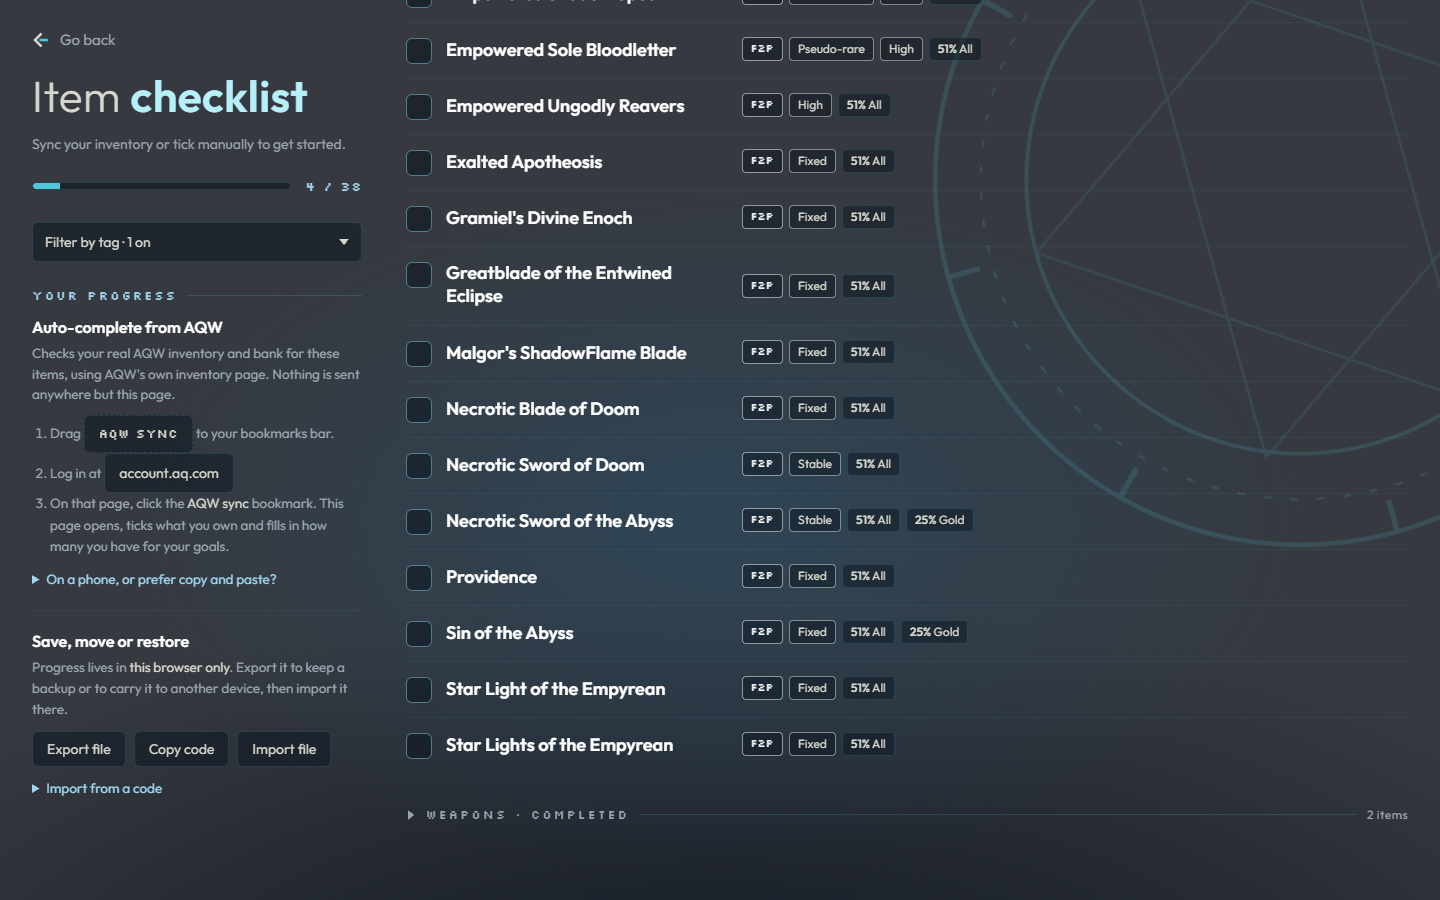 Go back
Item checklist
Sync your inventory or tick manually to get started.
4 / 38
Filter by tag · 1 on
YOUR PROGRESS
Auto-complete from AQW
Checks your real AQW inventory and bank for these
items, using AQW's own inventory page. Nothing is sent
anywhere but this page.
1. Drag AQW SYNC to your bookmarks bar.
2. Log in at account.aq.com
3. On that page, click the AQW sync bookmark. This
page opens, ticks what you own and fills in how
many you have for your goals.
On a phone, or prefer copy and paste?
Save, move or restore
Progress lives in this browser only. Export it to keep a
backup or to carry it to another device, then import it
there.
Export file Copy code Import file
Import from a code
Empowered Sole Bloodletter F2P Pseudo-rare High 51% All
Empowered Ungodly Reavers F2P High 51% All
Exalted Apotheosis F2P Fixed 51% All
Gramiel's Divine Enoch F2P Fixed 51% All
Greatblade of the Entwined
Eclipse F2P Fixed 51% All
Malgor's ShadowFlame Blade F2P Fixed 51% All
Necrotic Blade of Doom F2P Fixed 51% All
Necrotic Sword of Doom F2P Stable 51% All
Necrotic Sword of the Abyss F2P Stable 51% All 25% Gold
Providence F2P Fixed 51% All
Sin of the Abyss F2P Fixed 51% All 25% Gold
Star Light of the Empyrean F2P Fixed 51% All
Star Lights of the Empyrean F2P Fixed 51% All
WEAPONS · COMPLETED 2 items